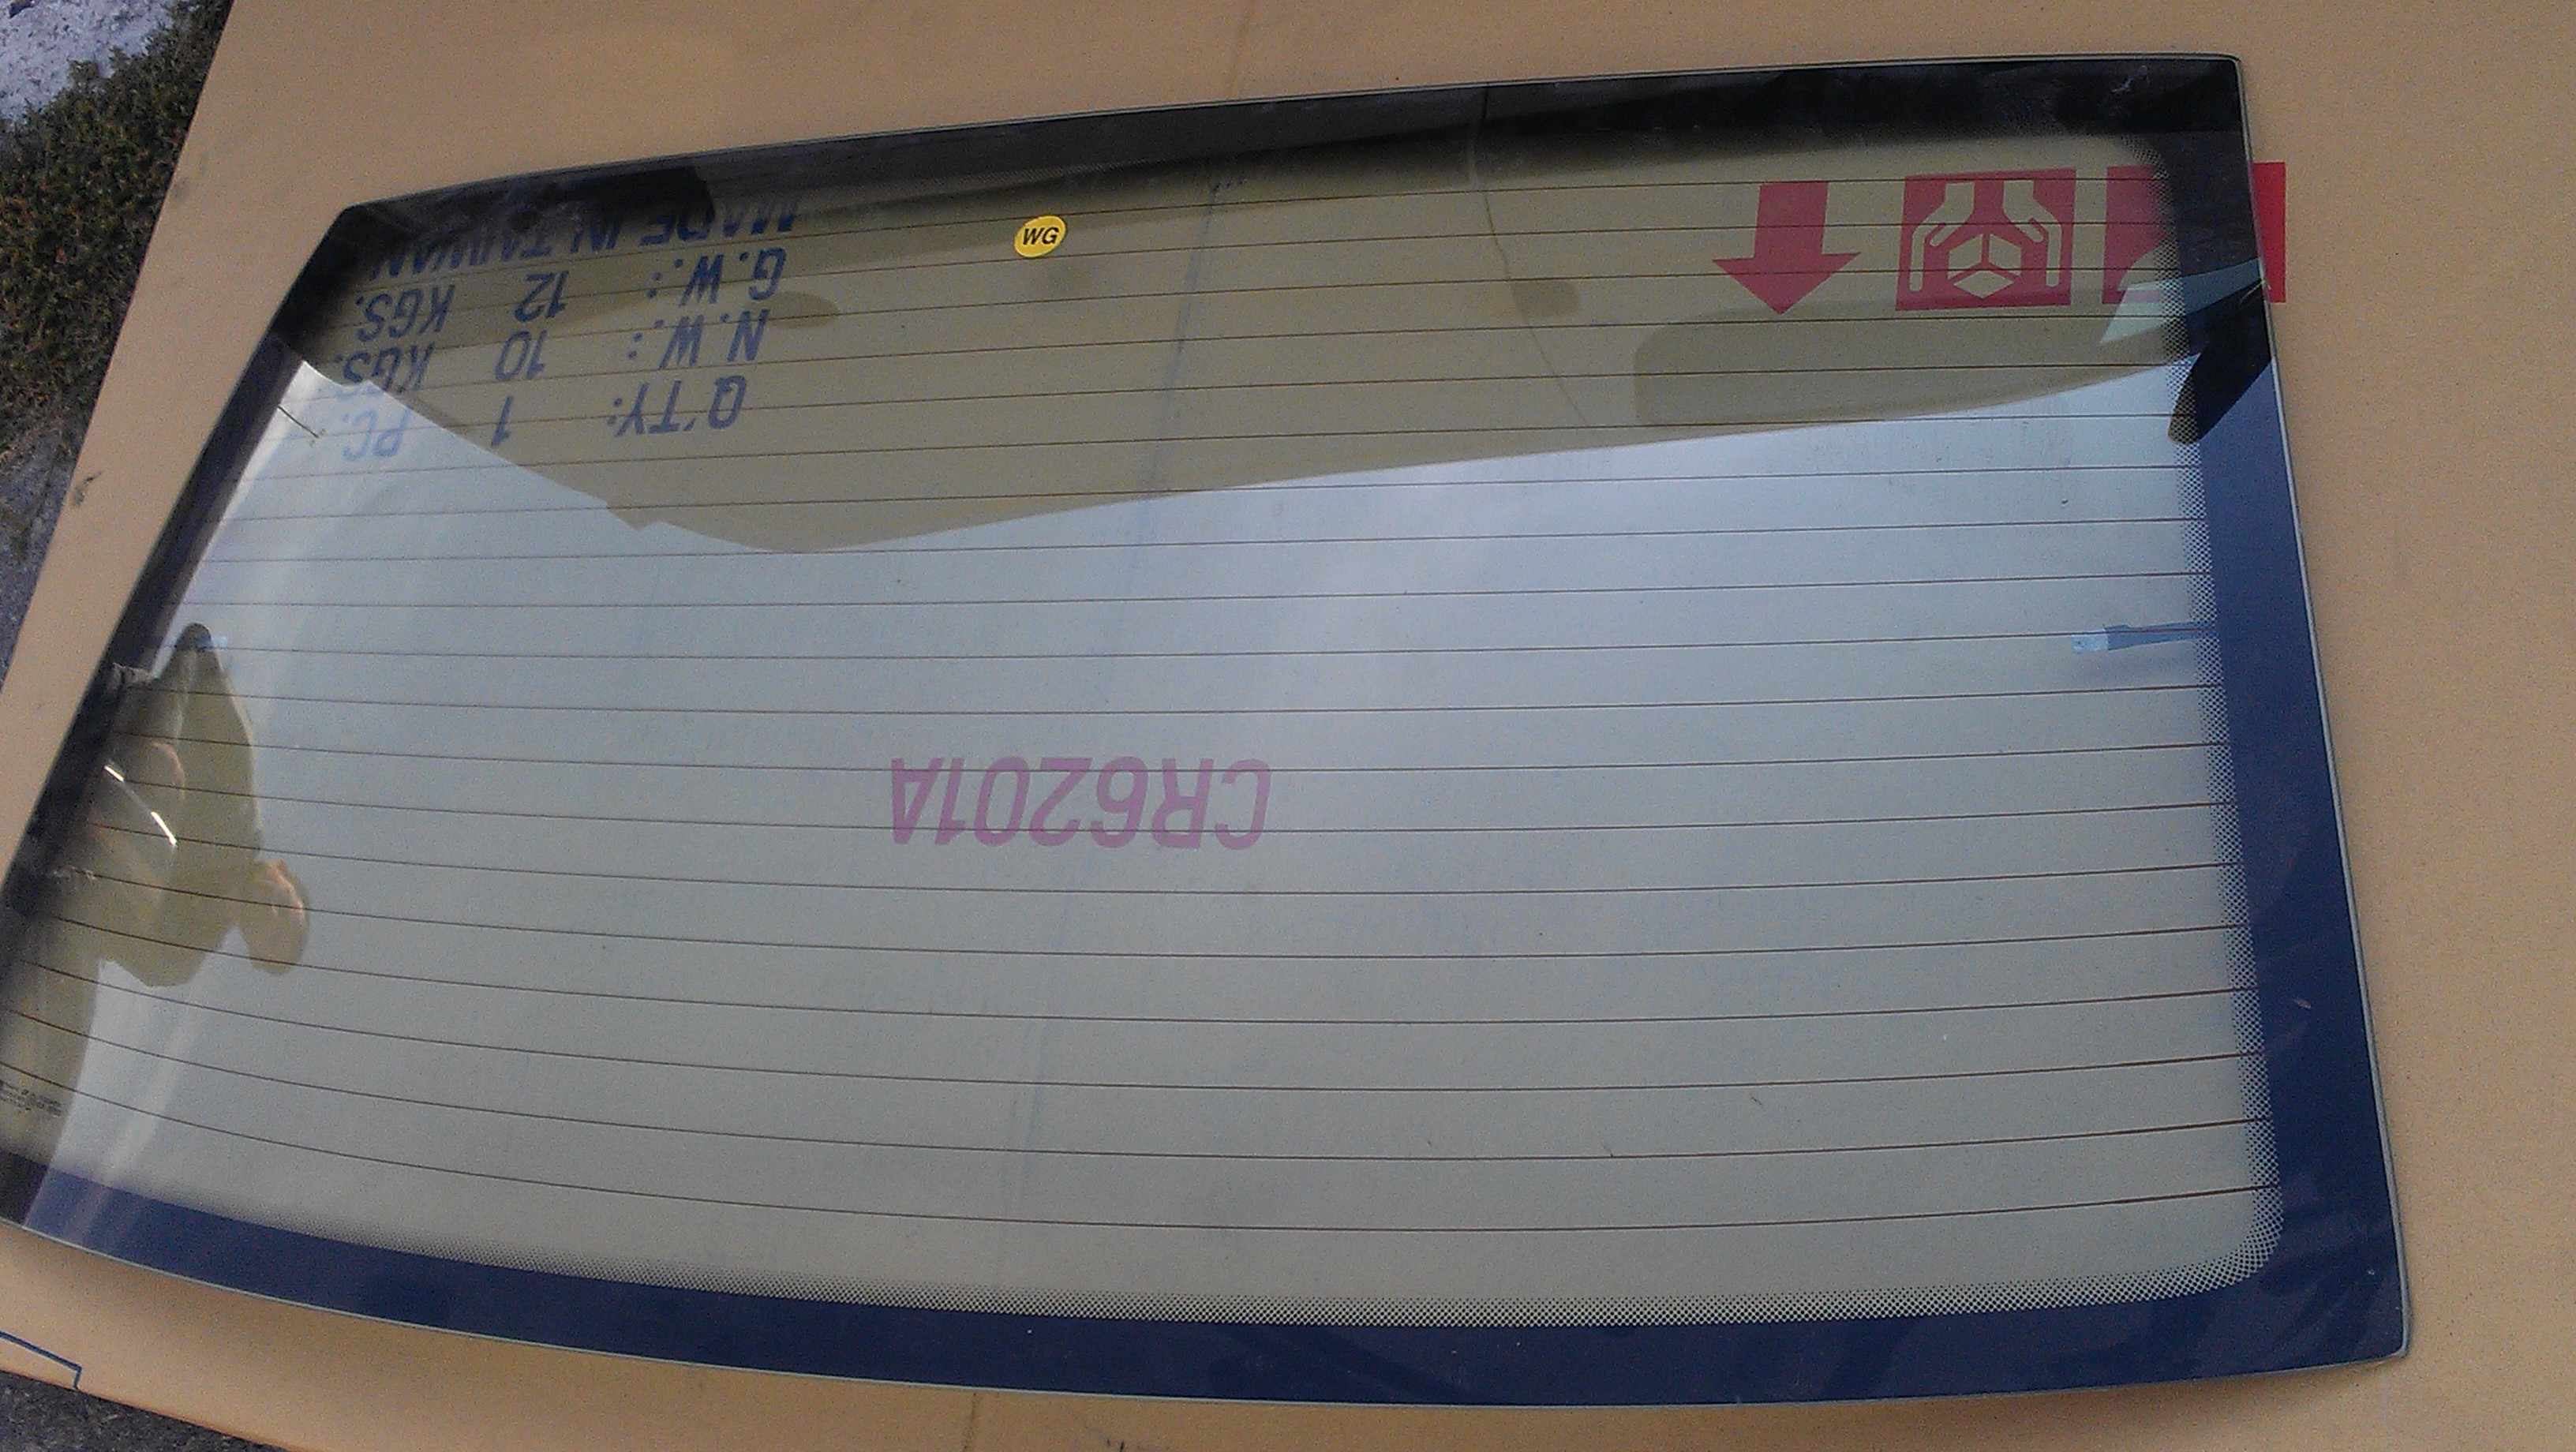 WG
CR6201A
Q'TY: 1 PC.
N.W.: 10 KGS.
G.W.: 12 KGS.
MADE IN TAIWAN